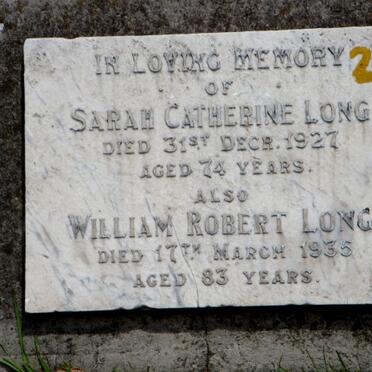 IN LOVING MEMORY
2
OF
SARAH CATHERINE LONG
DIED 31ST DECR. 1927
AGED 74 YEARS.
ALSO
WILLIAM ROBERT LONG
DIED 17TH MARCH 1935
AGED 83 YEARS.